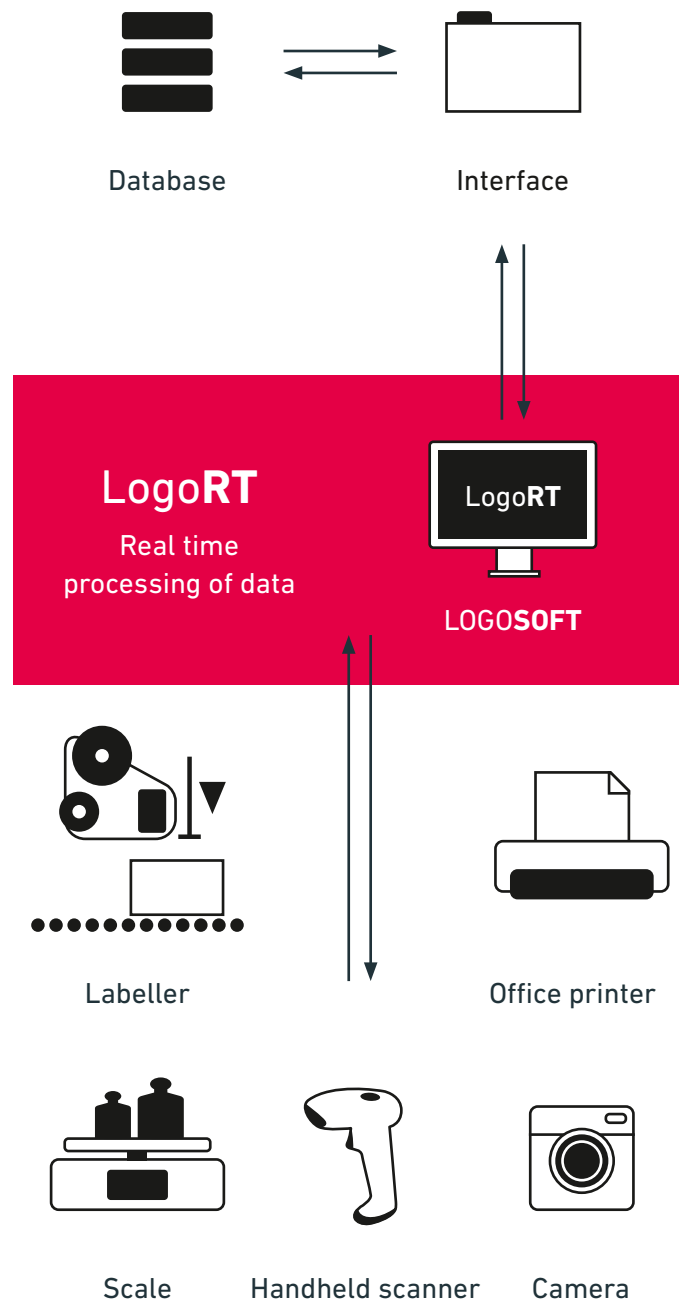 Database
Interface
LogoRT
Real time
processing of data
LogoRT
LOGOSOFT
Labeller
Office printer
Scale
Handheld scanner
Camera